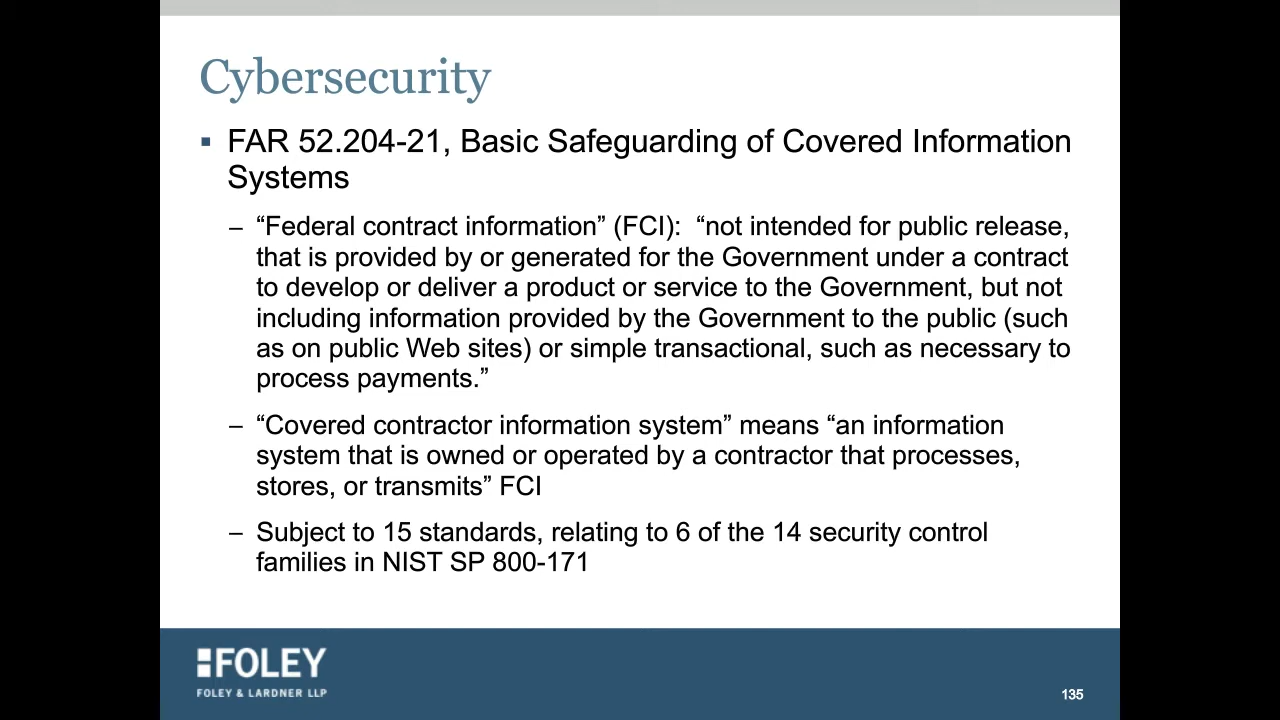 Cybersecurity
▪ FAR 52.204-21, Basic Safeguarding of Covered Information
Systems
– “Federal contract information” (FCI):  “not intended for public release,
that is provided by or generated for the Government under a contract
to develop or deliver a product or service to the Government, but not
including information provided by the Government to the public (such
as on public Web sites) or simple transactional, such as necessary to
process payments.”
– “Covered contractor information system” means “an information
system that is owned or operated by a contractor that processes,
stores, or transmits” FCI
– Subject to 15 standards, relating to 6 of the 14 security control
families in NIST SP 800-171
FOLEY
FOLEY & LARDNER LLP
135